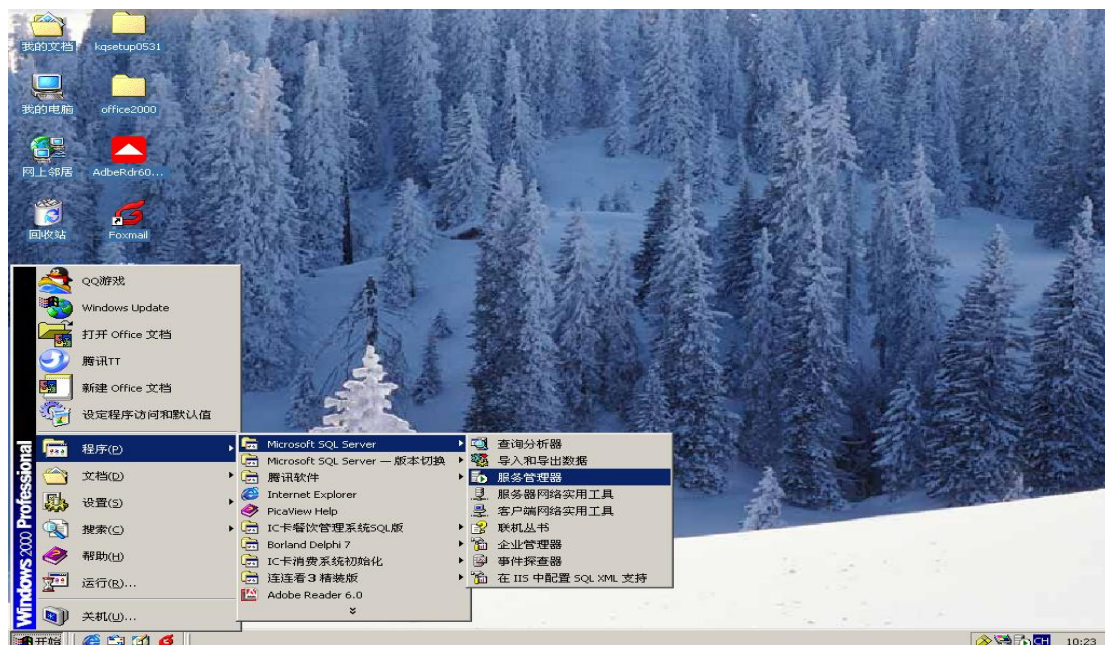 我的文档
kqsetup0531
我的电脑
office2000
网上邻居
AdbeRdr60...
回收站
Foxmail
QQ游戏
Windows Update
打开 Office 文档
腾讯TT
新建 Office 文档
设定程序访问和默认值
程序(P)
文档(D)
设置(S)
搜索(C)
帮助(H)
运行(R)...
关机(U)...
Windows 2000 Professional
Microsoft SQL Server
Microsoft SQL Server — 版本切换
腾讯软件
Internet Explorer
PicaView Help
IC卡餐饮管理系统SQL版
Borland Delphi 7
IC卡消费系统初始化
连连看3 精装版
Adobe Reader 6.0
查询分析器
导入和导出数据
服务管理器
服务器网络实用工具
客户端网络实用工具
联机丛书
企业管理器
事件探查器
在 IIS 中配置 SQL XML 支持
开始
CH
10:23